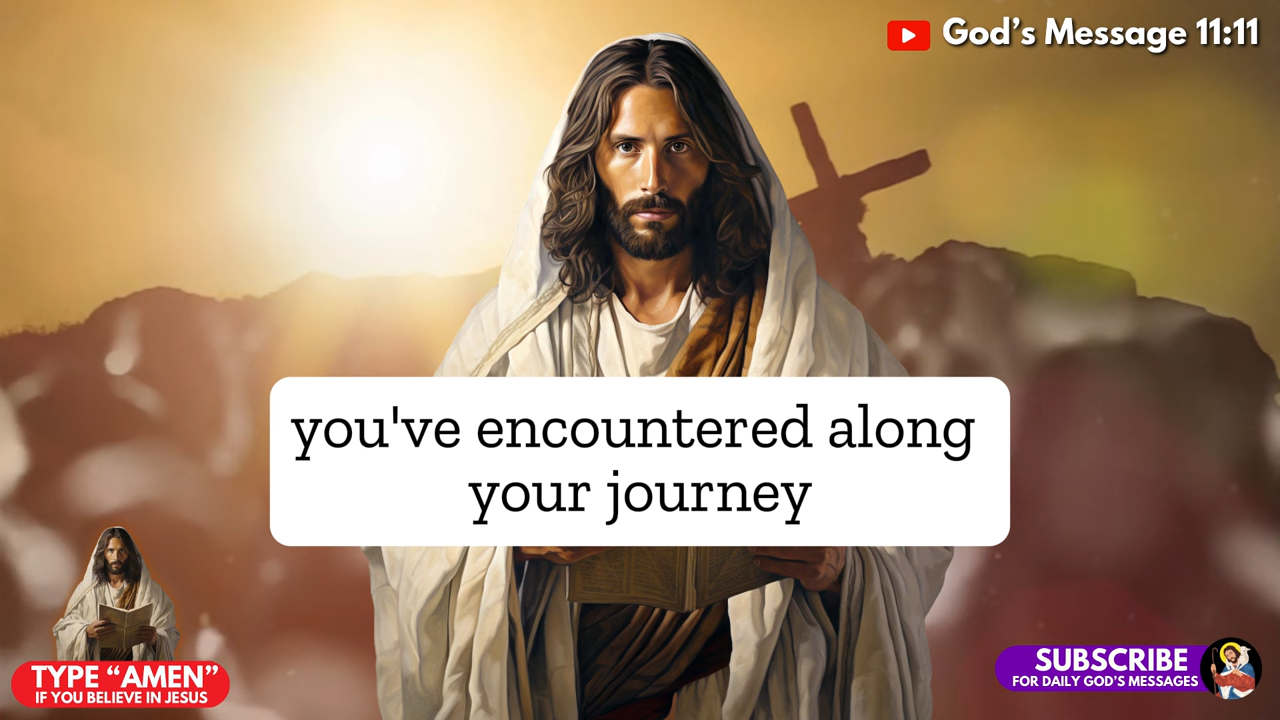 God's Message 11:11
you've encountered along
your journey
TYPE “AMEN”
IF YOU BELIEVE IN JESUS
SUBSCRIBE
FOR DAILY GOD'S MESSAGES